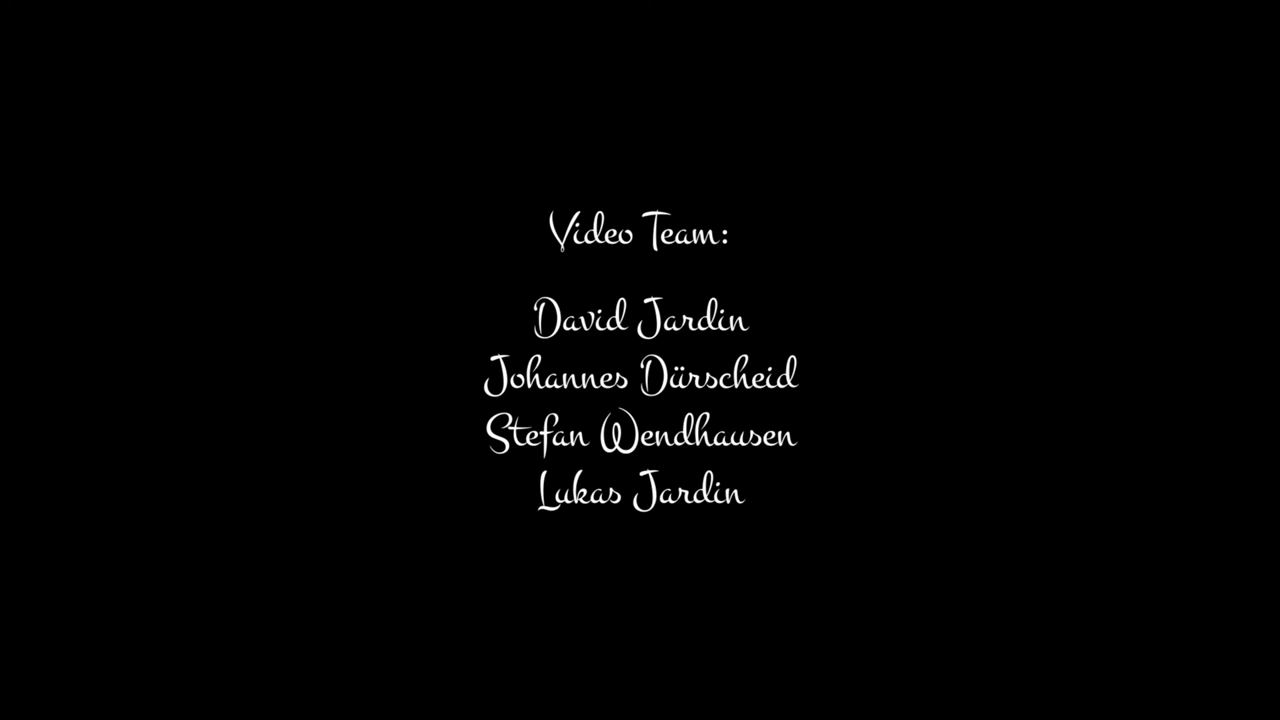 Video Team:
David Jardin
Johannes Dürscheid
Stefan Wendhausen
Lukas Jardin